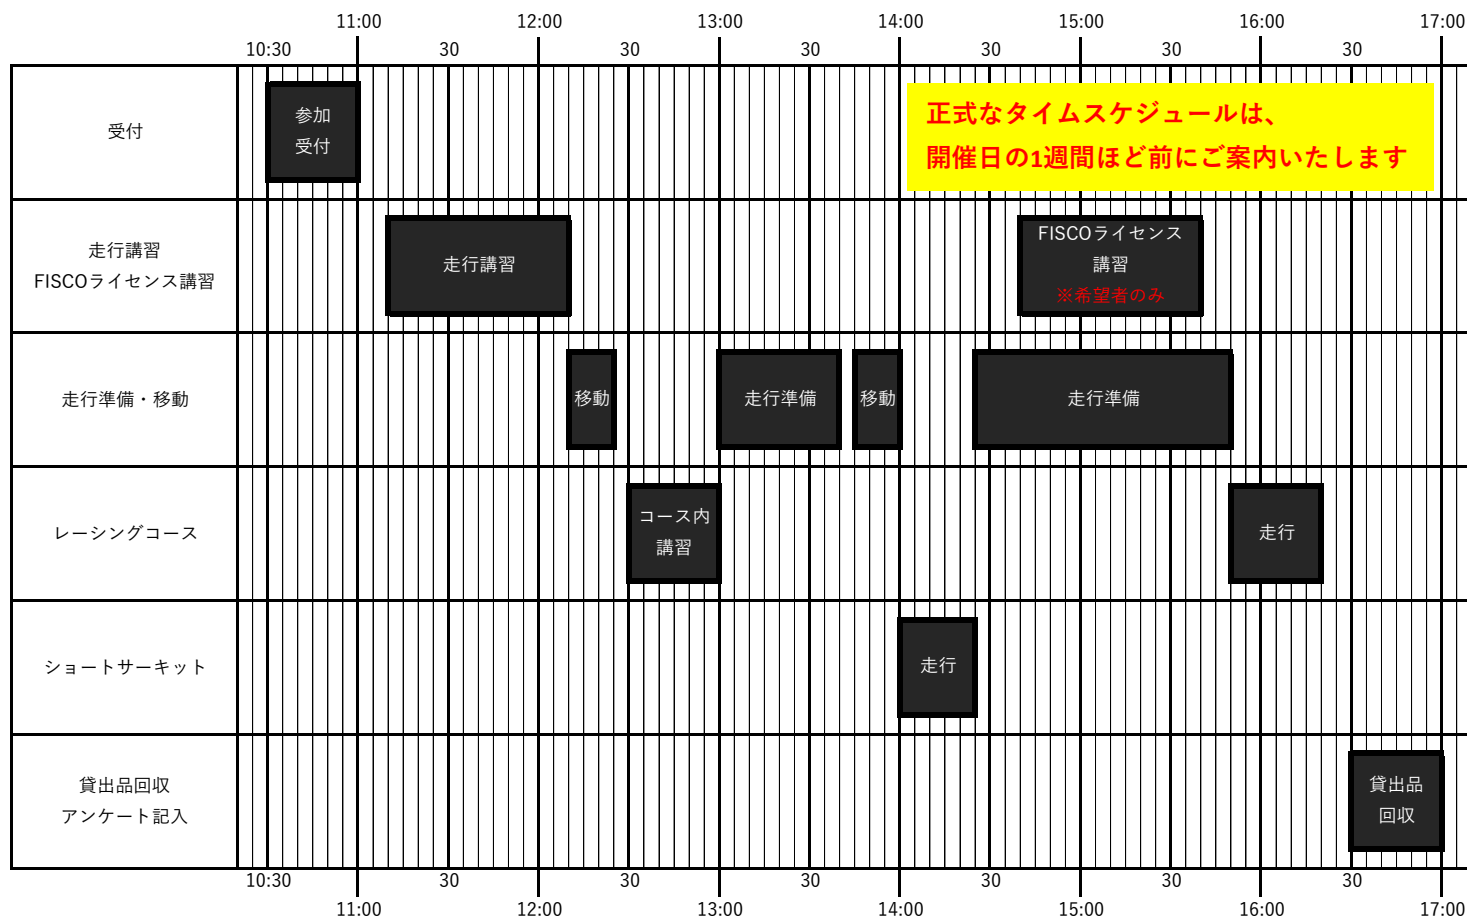 11:00 12:00 13:00 14:00 15:00 16:00 17:00
10:30 30 30 30 30 30 30
受付
参加
受付
正式なタイムスケジュールは、
開催日の1週間ほど前にご案内いたします
走行講習
FISCOライセンス講習
走行講習
FISCOライセンス
講習
※希望者のみ
走行準備・移動
移動
走行準備
移動
走行準備
レーシングコース
コース内
講習
走行
ショートサーキット
走行
貸出品回収
アンケート記入
貸出品
回収
10:30 30 30 30 30 30 30
11:00 12:00 13:00 14:00 15:00 16:00 17:00